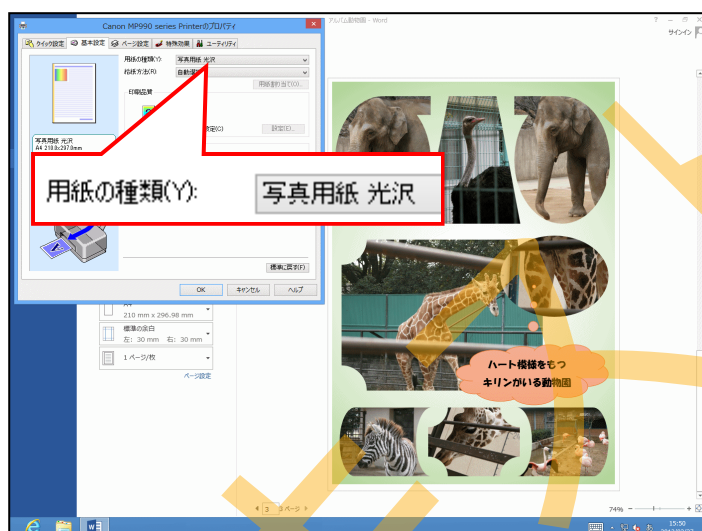 Canon MP990 series Printerのプロパティ
アルバム動物園 - Word
サインイン
クイック設定
基本設定
ページ設定
特殊効果
ユーティリティ
用紙の種類(Y):
写真用紙 光沢
給紙方法(R):
用紙割り当て(O)...
印刷品質
設定(E)...
写真用紙 光沢
A4 210.0x297.0mm
用紙の種類(Y):
写真用紙 光沢
標準に戻す(F)
OK
キャンセル
ヘルプ
A4
210 mm x 296.98 mm
標準の余白
左: 30 mm 右: 30 mm
1 ページ/枚
ページ設定
ハート模様をもつ
キリンがいる動物園
3
3 ページ
74%
15:50